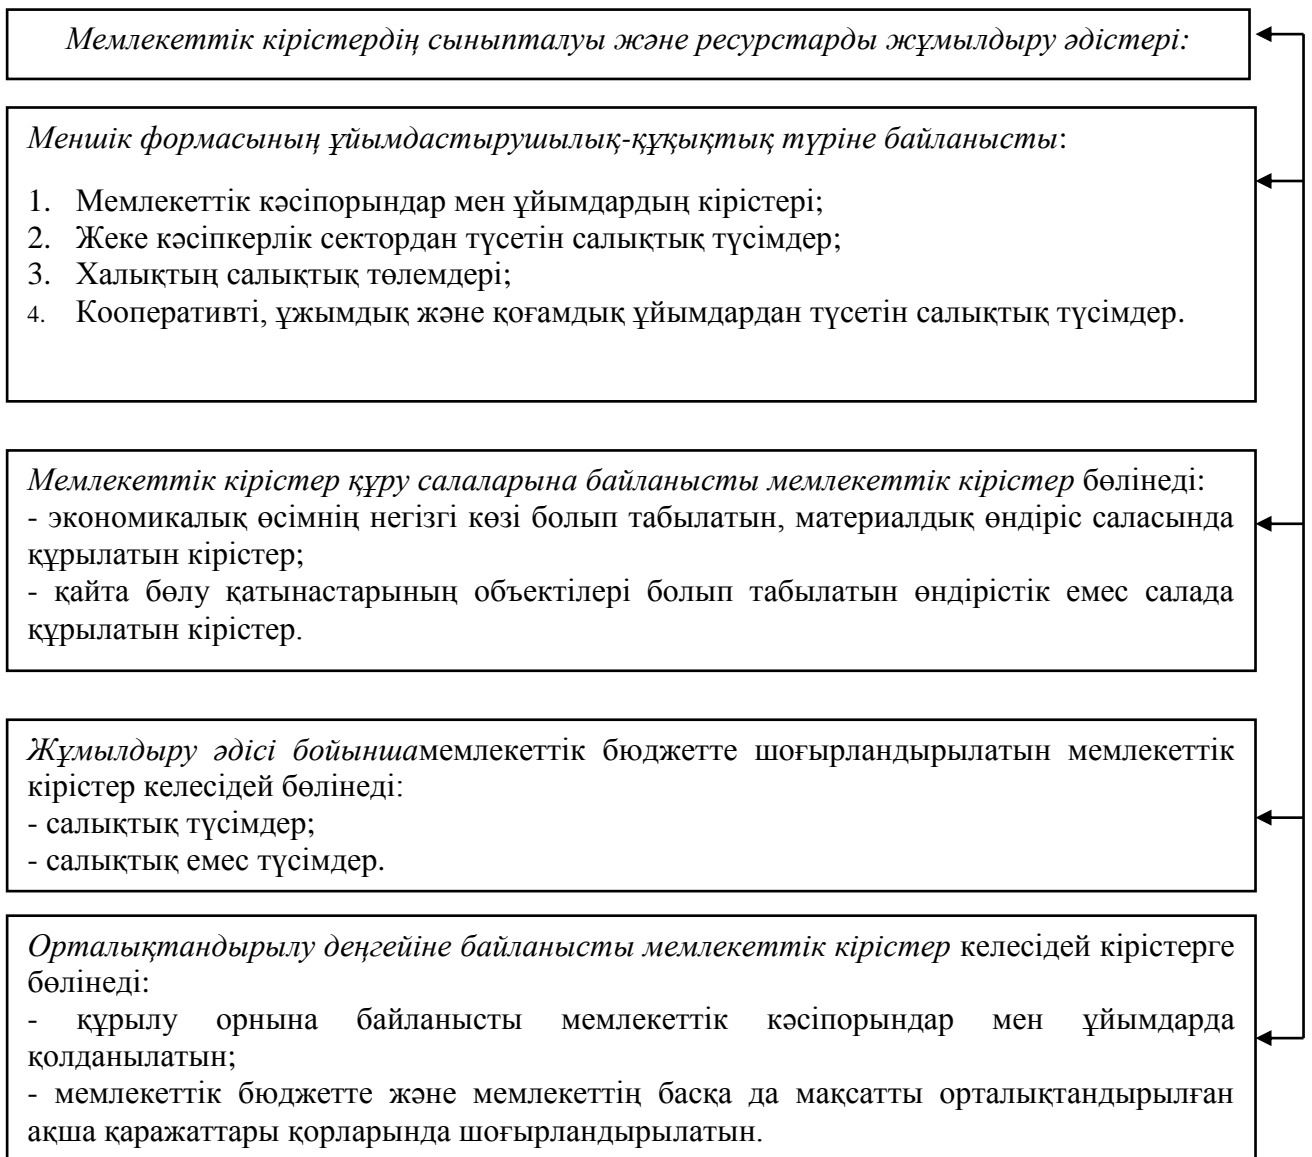 Мемлекеттік кірістердің сыныпталуы және ресурстарды жұмылдыру әдістері:
Меншік формасының ұйымдастырушылық-құқықтық түріне байланысты:
1. Мемлекеттік кәсіпорындар мен ұйымдардың кірістері;
2. Жеке кәсіпкерлік сектордан түсетін салықтық түсімдер;
3. Халықтың салықтық төлемдері;
4. Кооперативті, ұжымдық және қоғамдық ұйымдардан түсетін салықтық түсімдер.
Мемлекеттік кірістер құру салаларына байланысты мемлекеттік кірістер бөлінеді:
- экономикалық өсімнің негізгі көзі болып табылатын, материалдық өндіріс саласында
құрылатын кірістер;
- қайта бөлу қатынастарының объектілері болып табылатын өндірістік емес салада
құрылатын кірістер.
Жұмылдыру әдісі бойыншамемлекеттік бюджетте шоғырландырылатын мемлекеттік
кірістер келесідей бөлінеді:
- салықтық түсімдер;
- салықтық емес түсімдер.
Орталықтандырылу деңгейіне байланысты мемлекеттік кірістер келесідей кірістерге
бөлінеді:
- құрылу орнына байланысты мемлекеттік кәсіпорындар мен ұйымдарда
қолданылатын;
- мемлекеттік бюджетте және мемлекеттің басқа да мақсатты орталықтандырылған
ақша қаражаттары қорларында шоғырландырылатын.